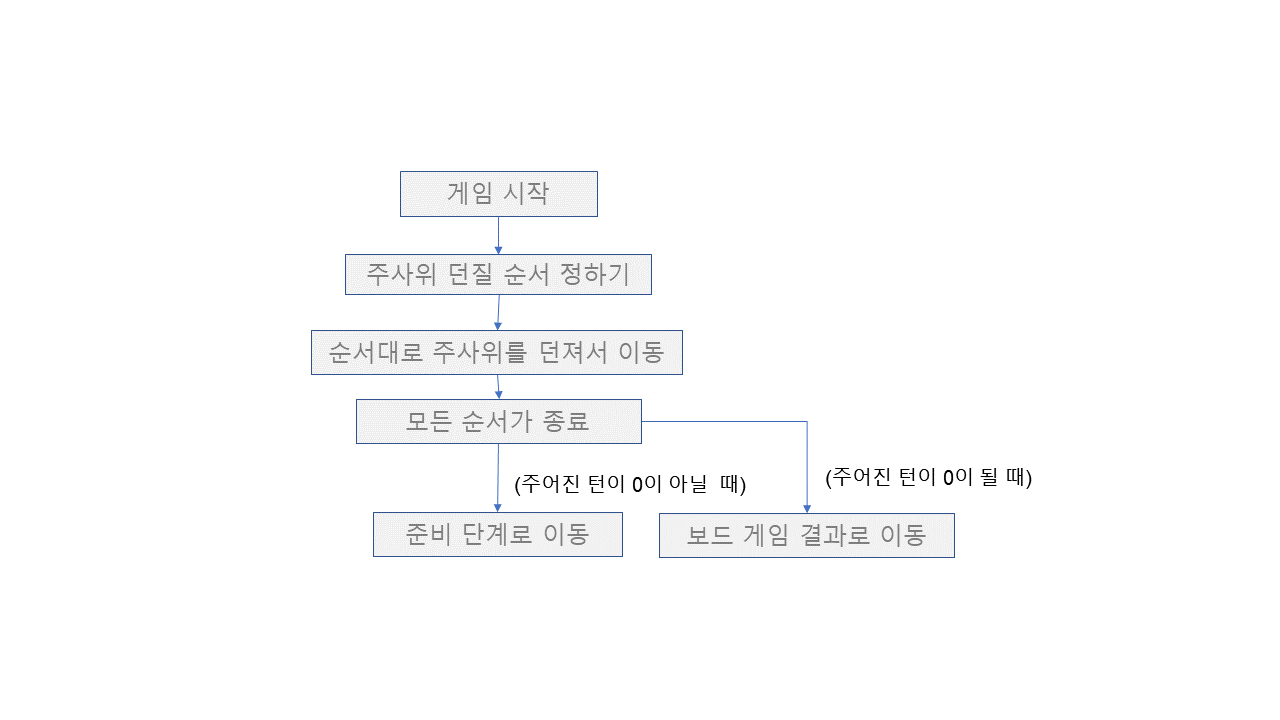 게임 시작
주사위 던질 순서 정하기
순서대로 주사위를 던져서 이동
모든 순서가 종료
(주어진 턴이 0이 아닐 때)
(주어진 턴이 0이 될 때)
준비 단계로 이동
보드 게임 결과로 이동